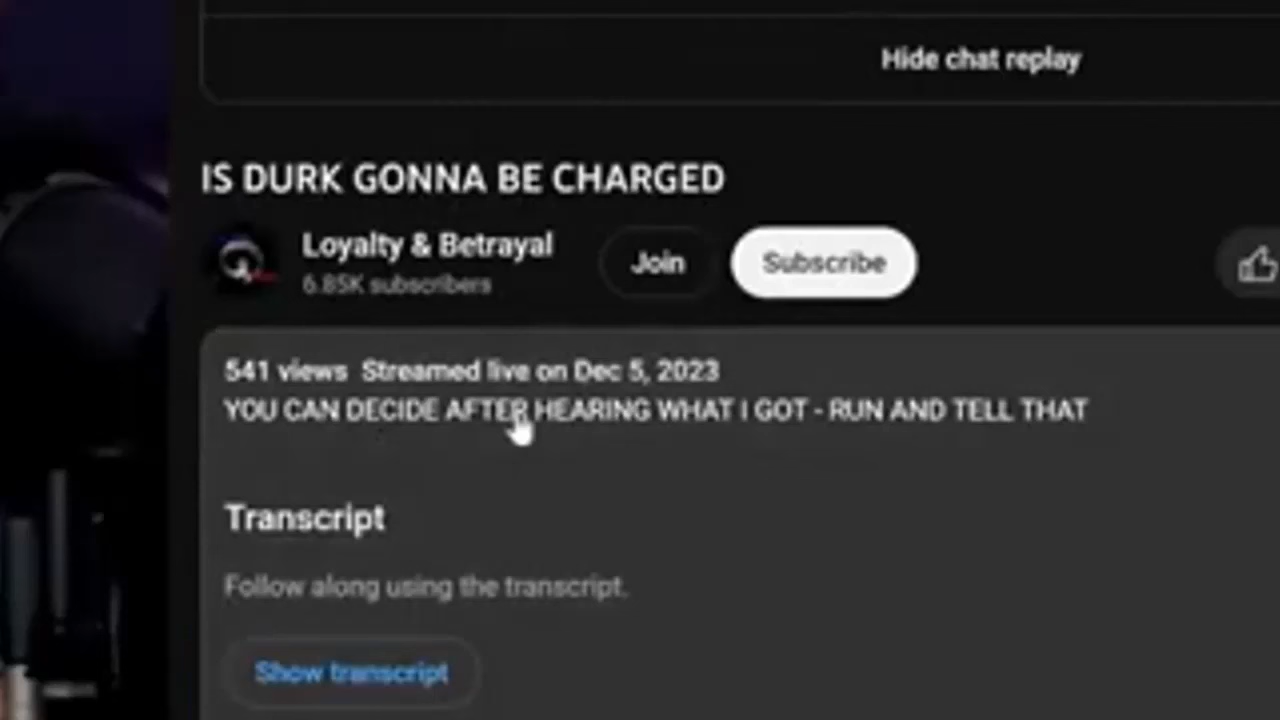 Hide chat replay
IS DURK GONNA BE CHARGED
Loyalty & Betrayal
6.85K subscribers
Join
Subscribe
541 views Streamed live on Dec 5, 2023
YOU CAN DECIDE AFTER HEARING WHAT I GOT - RUN AND TELL THAT
Transcript
Follow along using the transcript.
Show transcript